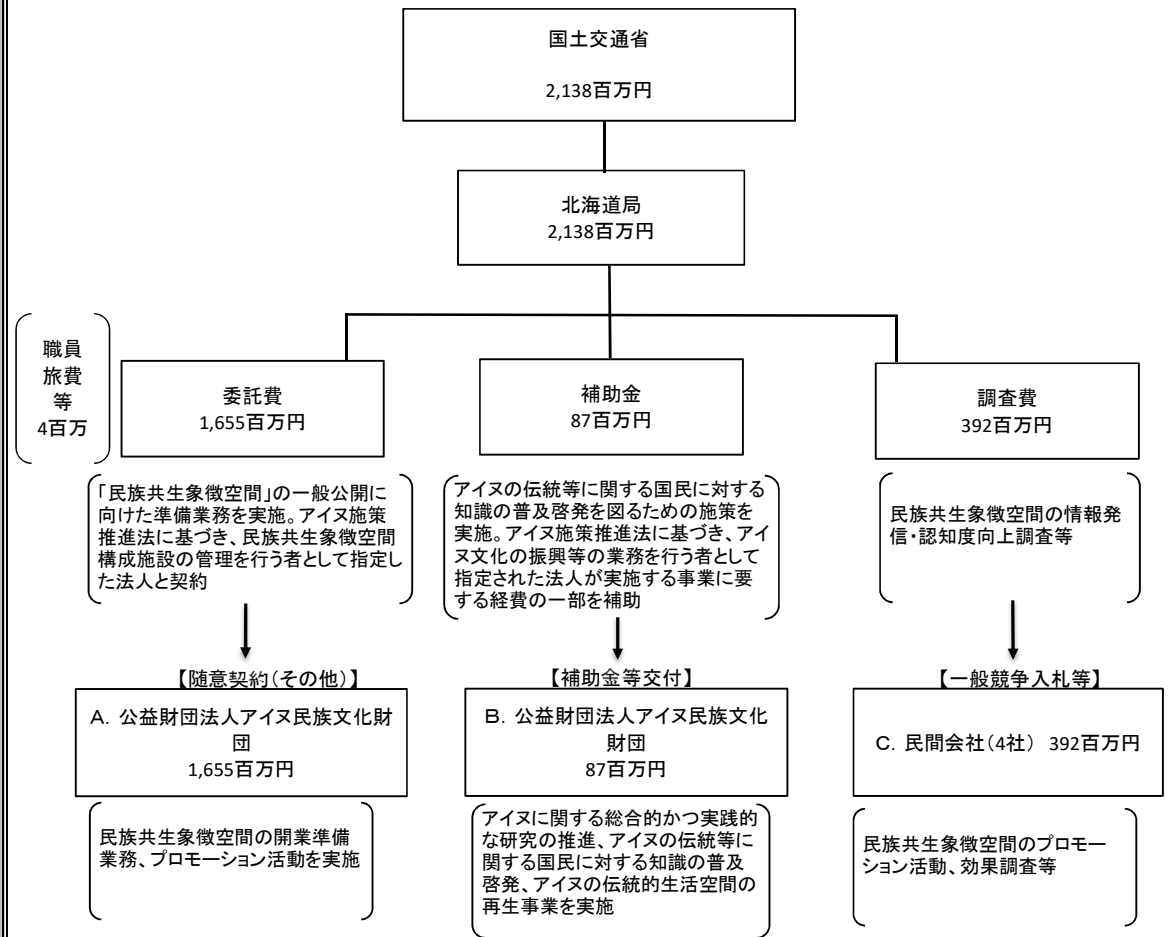 国土交通省
2,138百万円
北海道局
2,138百万円
職員
旅費
等
4百万
委託費
1,655百万円
補助金
87百万円
調査費
392百万円
「民族共生象徴空間」の一般公開に
向けた準備業務を実施。アイヌ施策
推進法に基づき、民族共生象徴空間
構成施設の管理を行う者として指定し
た法人と契約
アイヌの伝統等に関する国民に対する
知識の普及啓発を図るための施策を
実施。アイヌ施策推進法に基づき、アイ
ヌ文化の振興等の業務を行う者として
指定された法人が実施する事業に要
する経費の一部を補助
民族共生象徴空間の情報発
信・認知度向上調査等
【随意契約(その他)】
A. 公益財団法人アイヌ民族文化財
団
1,655百万円
【補助金等交付】
B. 公益財団法人アイヌ民族文化
財団
87百万円
【一般競争入札等】
C. 民間会社(4社) 392百万円
民族共生象徴空間の開業準備
業務、プロモーション活動を実施
アイヌに関する総合的かつ実践的
な研究の推進、アイヌの伝統等に
関する国民に対する知識の普及
啓発、アイヌの伝統的生活空間の
再生事業を実施
民族共生象徴空間のプロモー
ション活動、効果調査等